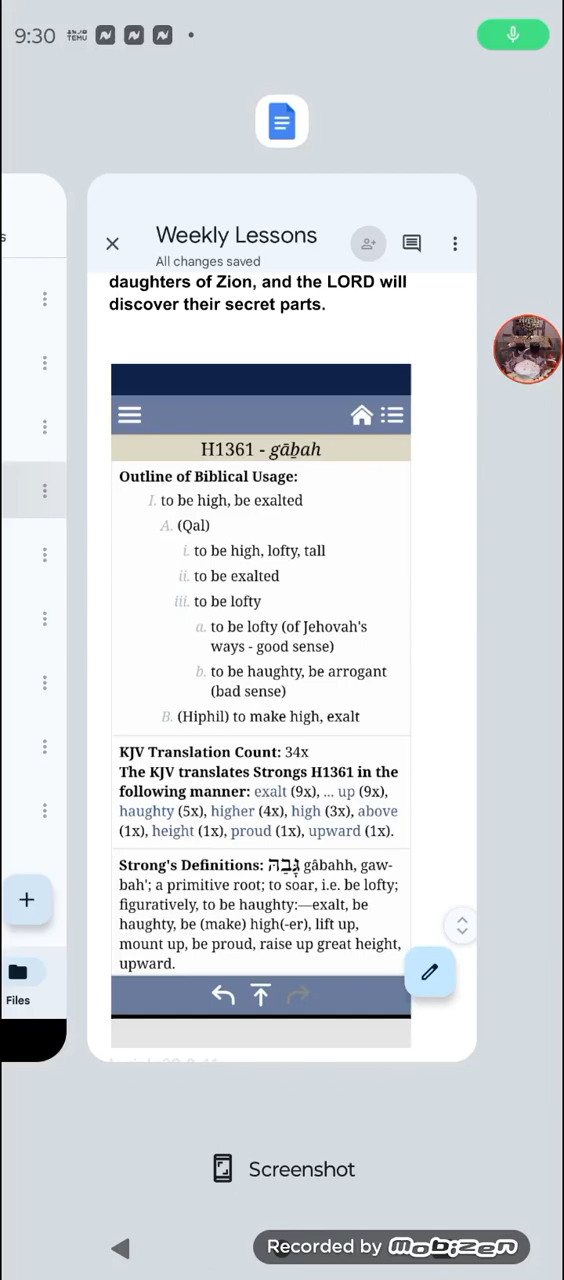 9:30
TEMU
s
Weekly Lessons
All changes saved
daughters of Zion, and the LORD will
discover their secret parts.
H1361 - gāḇah
Outline of Biblical Usage:
I. to be high, be exalted
A. (Qal)
i. to be high, lofty, tall
ii. to be exalted
iii. to be lofty
a. to be lofty (of Jehovah's
ways - good sense)
b. to be haughty, be arrogant
(bad sense)
B. (Hiphil) to make high, exalt
KJV Translation Count: 34x
The KJV translates Strongs H1361 in the
following manner: exalt (9x), ... up (9x),
haughty (5x), higher (4x), high (3x), above
(1x), height (1x), proud (1x), upward (1x).
Strong's Definitions: גָּבַהּ gâbahh, gaw-
bah'; a primitive root; to soar, i.e. be lofty;
figuratively, to be haughty:—exalt, be
haughty, be (make) high(-er), lift up,
mount up, be proud, raise up great height,
upward.
Files
Screenshot
Recorded by mobizen